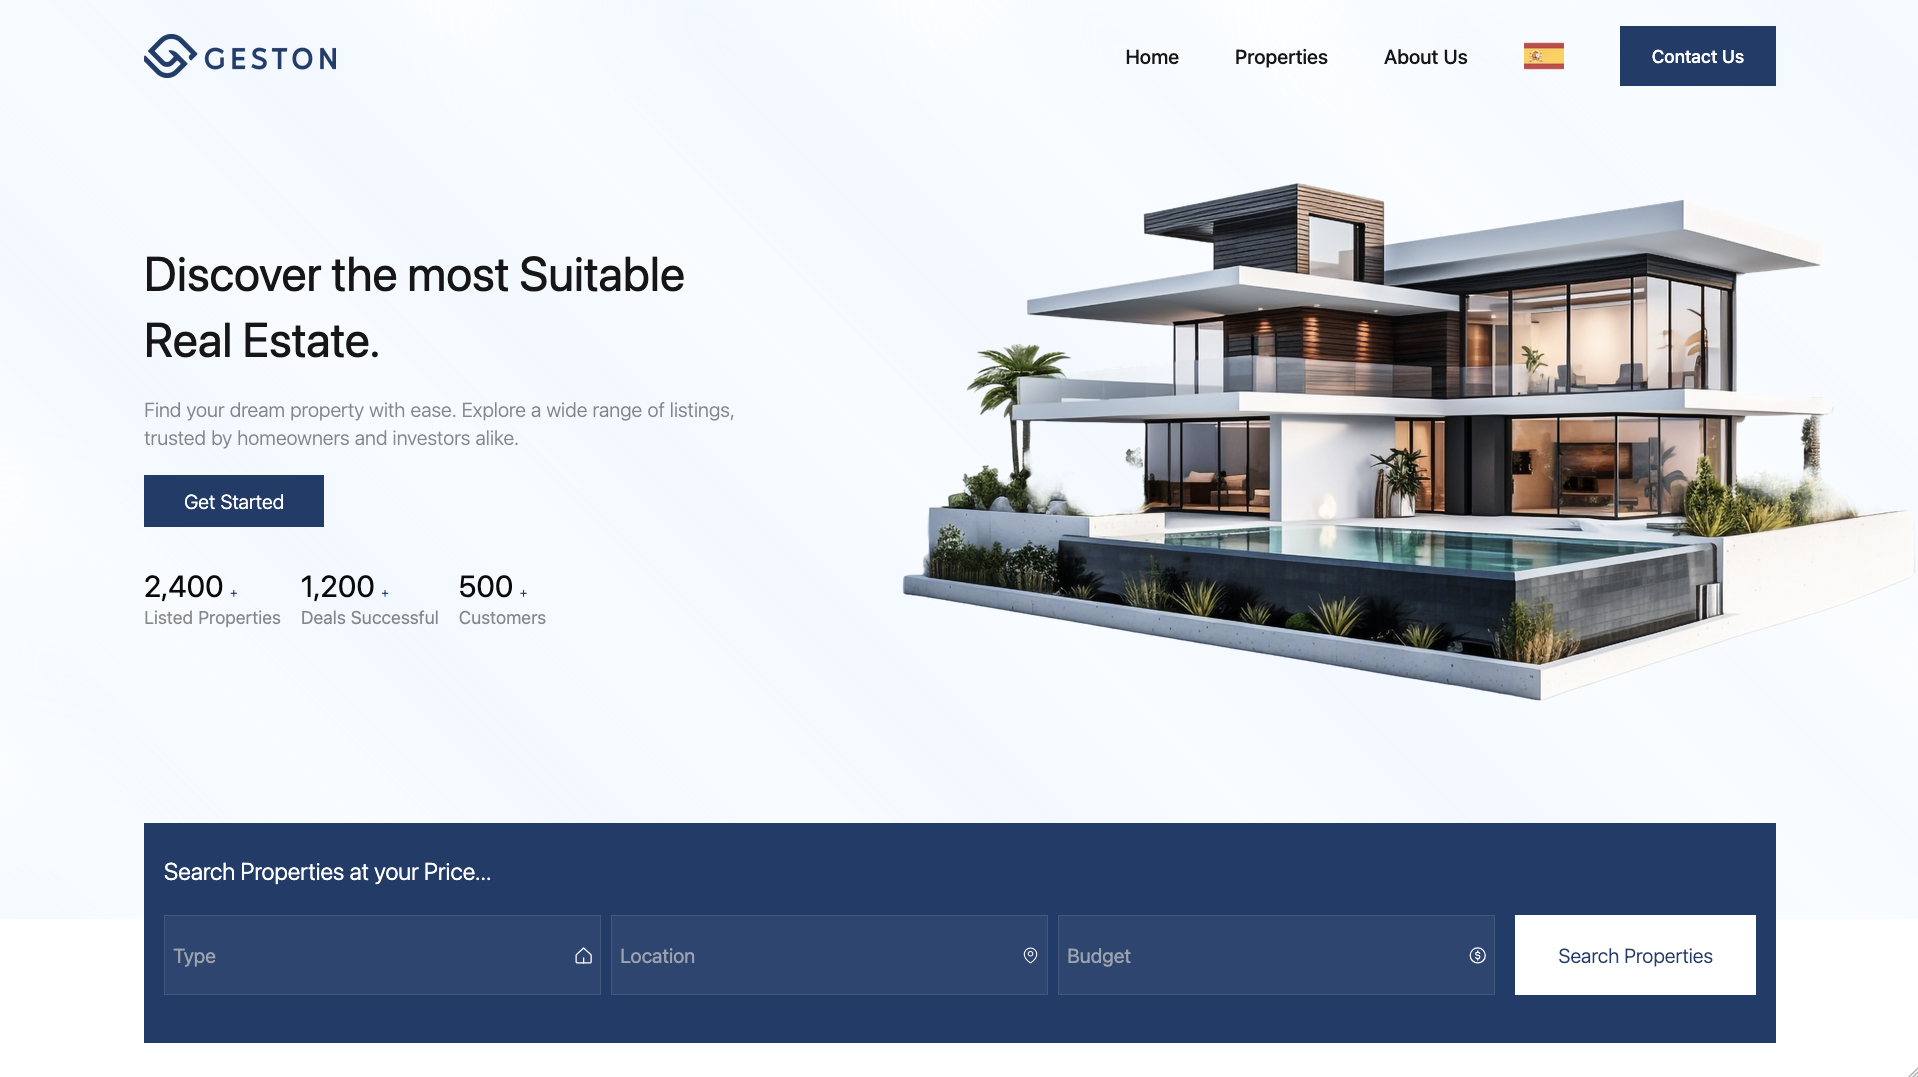 GESTON
Home
Properties
About Us
Contact Us
Discover the most Suitable
Real Estate.
Find your dream property with ease. Explore a wide range of listings,
trusted by homeowners and investors alike.
Get Started
2,400 +
Listed Properties
1,200 +
Deals Successful
500 +
Customers
Search Properties at your Price...
Type
Location
Budget
Search Properties